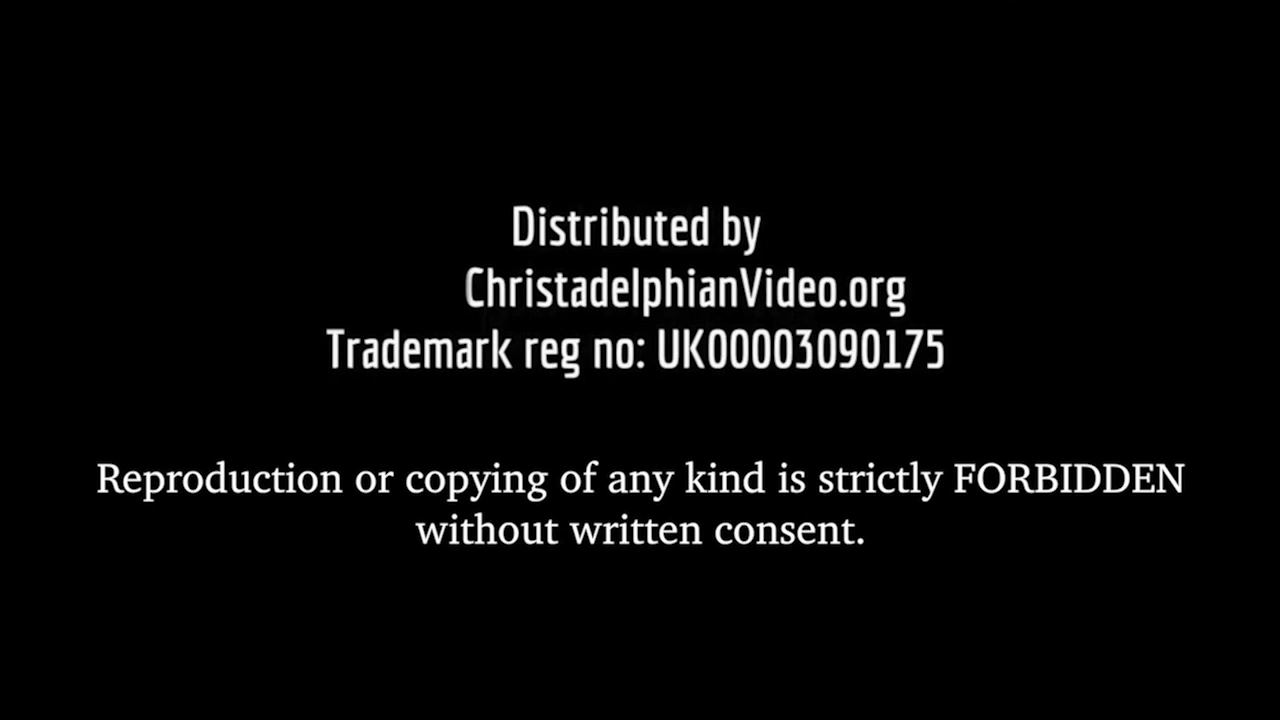 Distributed by
ChristadelphianVideo.org
Trademark reg no: UK00003090175
Reproduction or copying of any kind is strictly FORBIDDEN
without written consent.